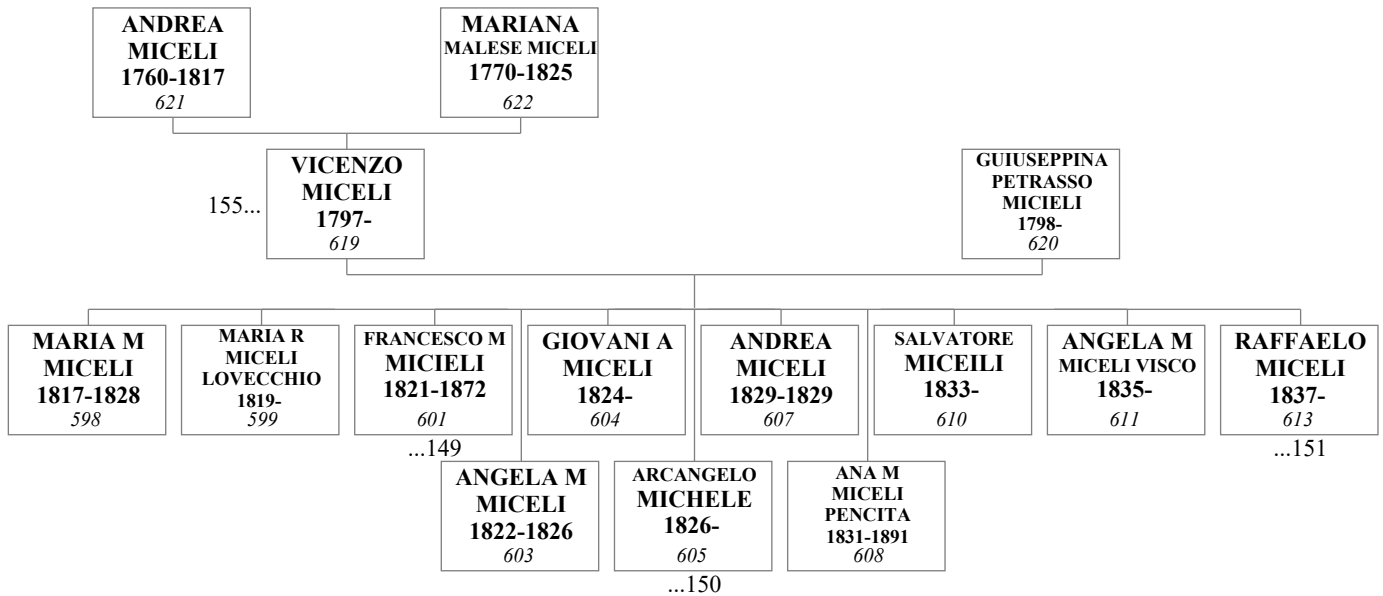 ANDREA
MICELI
1760-1817
621
MARIANA
MALESE MICELI
1770-1825
622
155...
VICENZO
MICELI
1797-
619
GUIUSEPPINA
PETRASSO
MICIELI
1798-
620
MARIA M
MICELI
1817-1828
598
MARIA R
MICELI
LOVECCHIO
1819-
599
FRANCESCO M
MICIELI
1821-1872
601
...149
GIOVANI A
MICELI
1824-
604
ANDREA
MICELI
1829-1829
607
SALVATORE
MICEILI
1833-
610
ANGELA M
MICELI VISCO
1835-
611
RAFFAELO
MICELI
1837-
613
...151
ANGELA M
MICELI
1822-1826
603
ARCANGELO
MICHELE
1826-
605
...150
ANA M
MICELI
PENCITA
1831-1891
608